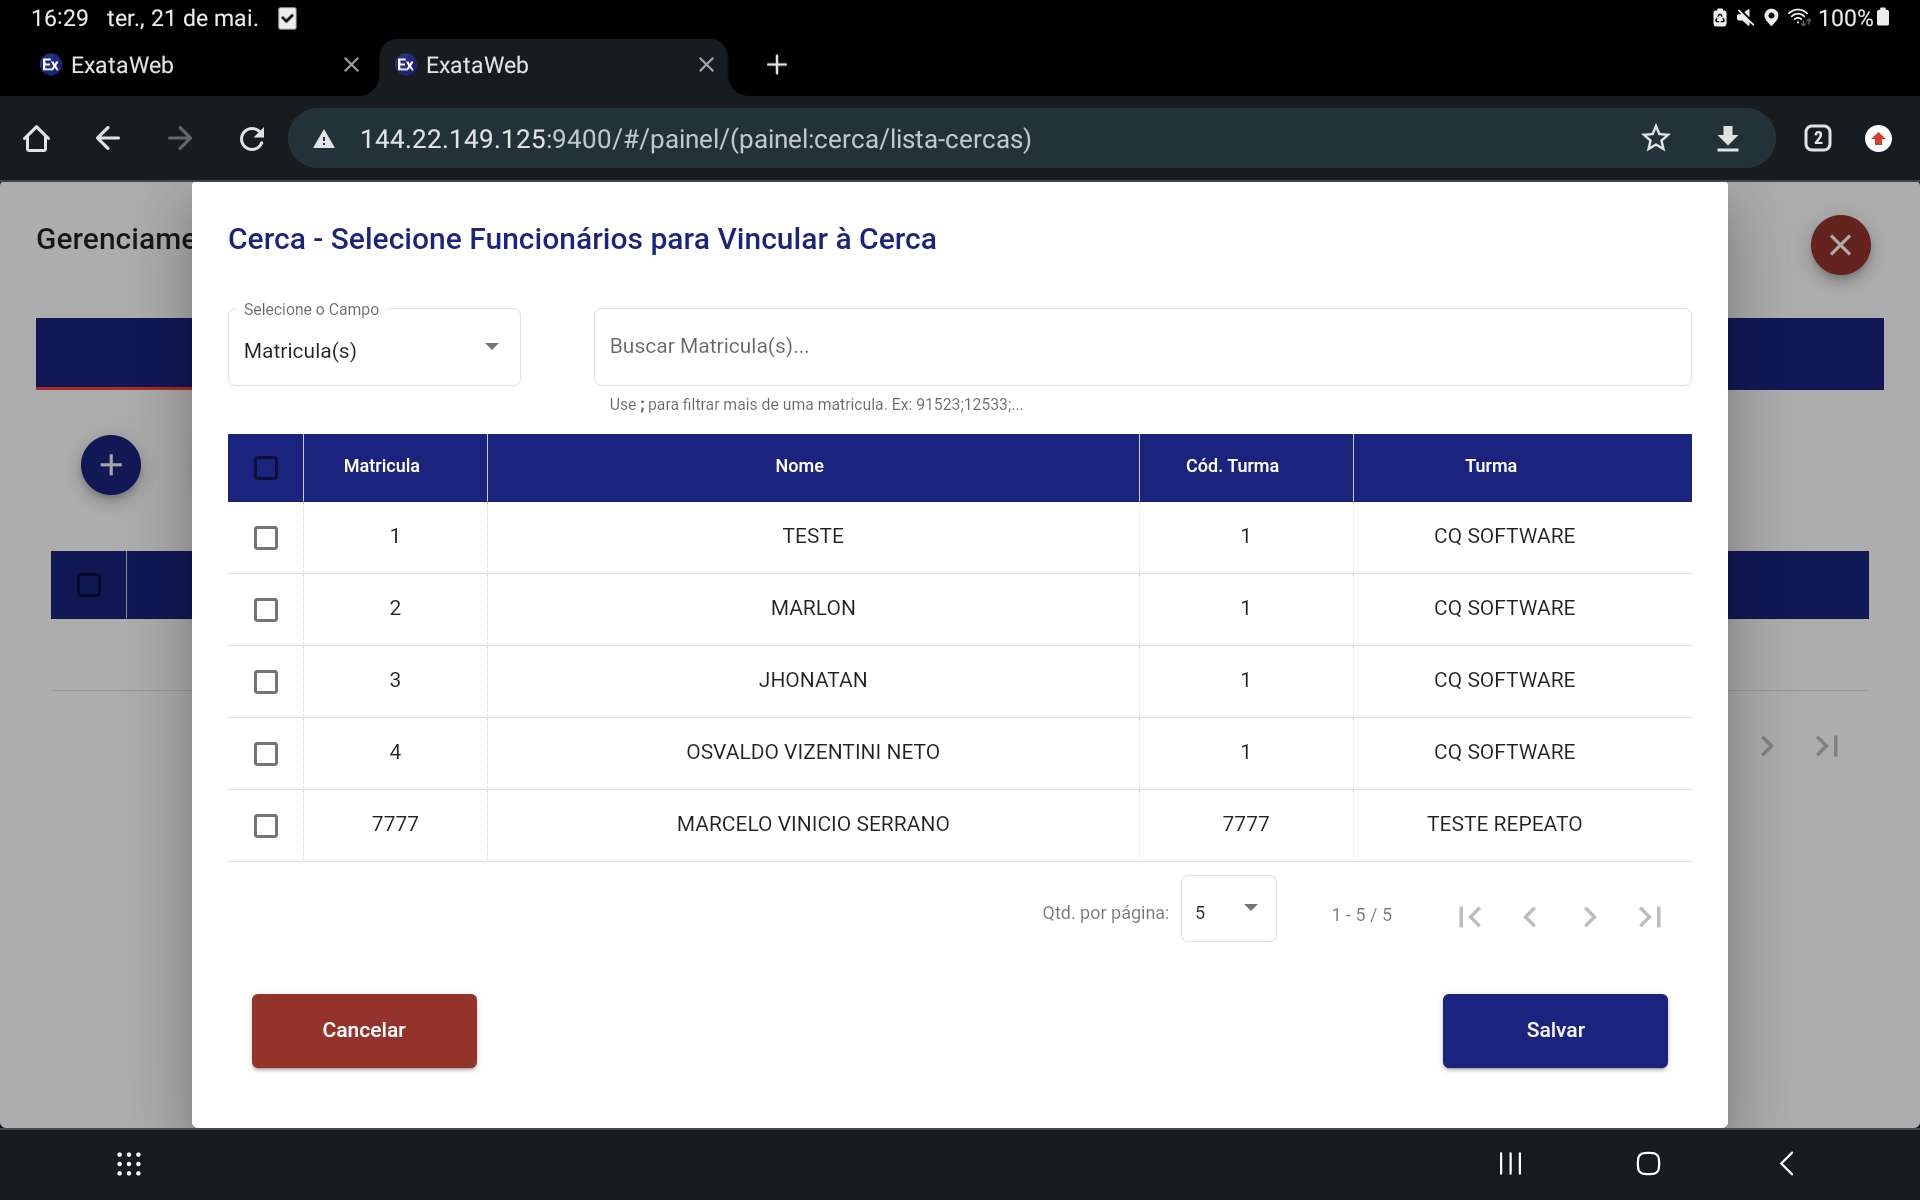 16:29 ter., 21 de mai. 100%
Ex ExataWeb Ex ExataWeb
144.22.149.125:9400/#/painel/(painel:cerca/lista-cercas) 2
Gerenciame
Cerca - Selecione Funcionários para Vincular à Cerca
Selecione o Campo
Matricula(s)
Buscar Matricula(s)...
Use ; para filtrar mais de uma matricula. Ex: 91523;12533;...
Matricula Nome Cód. Turma Turma
1 TESTE 1 CQ SOFTWARE
2 MARLON 1 CQ SOFTWARE
3 JHONATAN 1 CQ SOFTWARE
4 OSVALDO VIZENTINI NETO 1 CQ SOFTWARE
7777 MARCELO VINICIO SERRANO 7777 TESTE REPEATO
Qtd. por página: 5 1 - 5 / 5
Cancelar Salvar